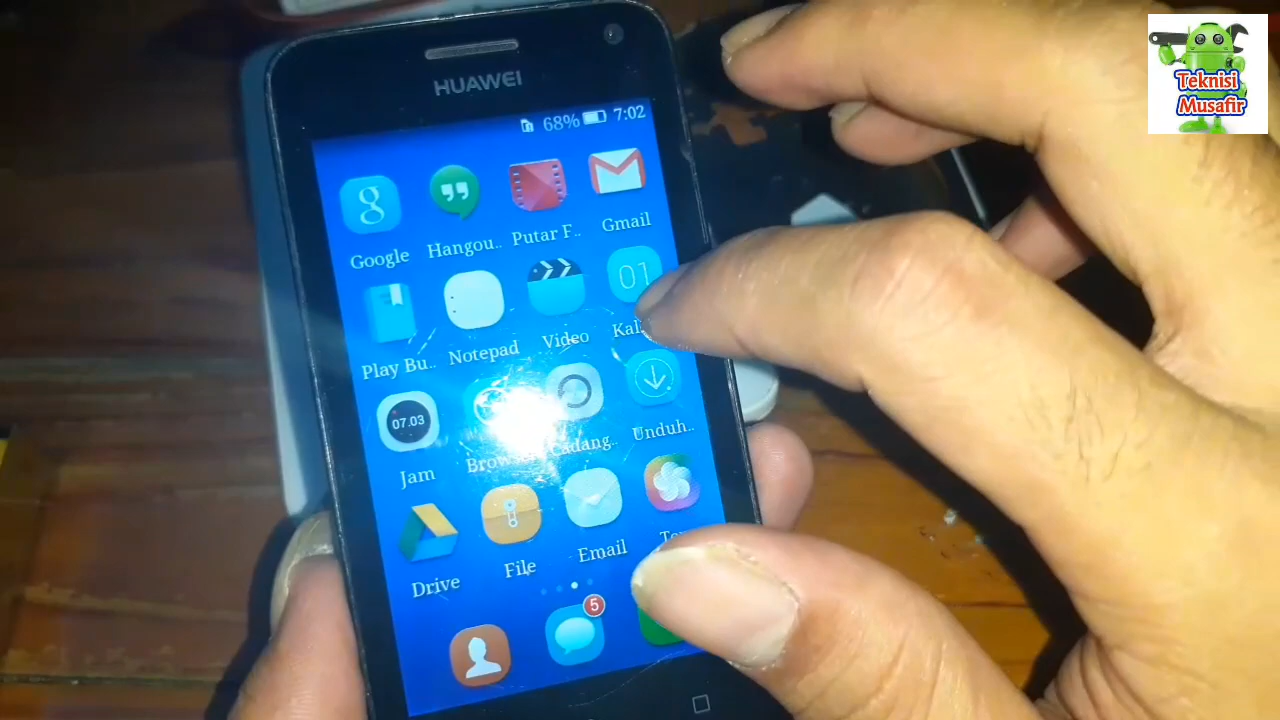 Teknisi
Musafir
HUAWEI
68% 7:02
Google
Hangou..
Putar F..
Gmail
01
Play Bu..
Notepad
Video
07.03
Jam
Unduh..
Drive
File
Email
5